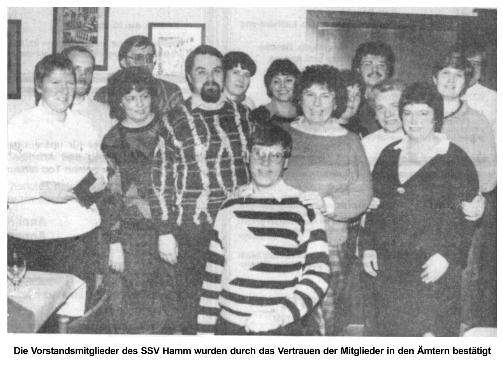 Die Vorstandsmitglieder des SSV Hamm wurden durch das Vertrauen der Mitglieder in den Ämtern bestätigt